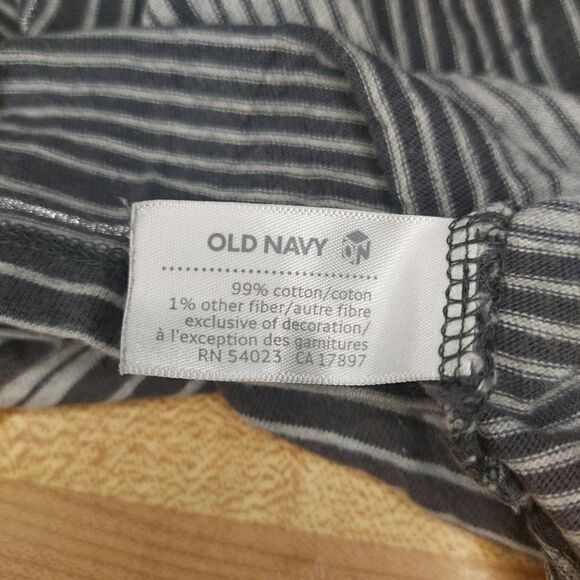 OLD NAVY ON
99% cotton/coton
1% other fiber/autre fibre
exclusive of decoration/
à l'exception des garnitures
RN 54023 CA 17897